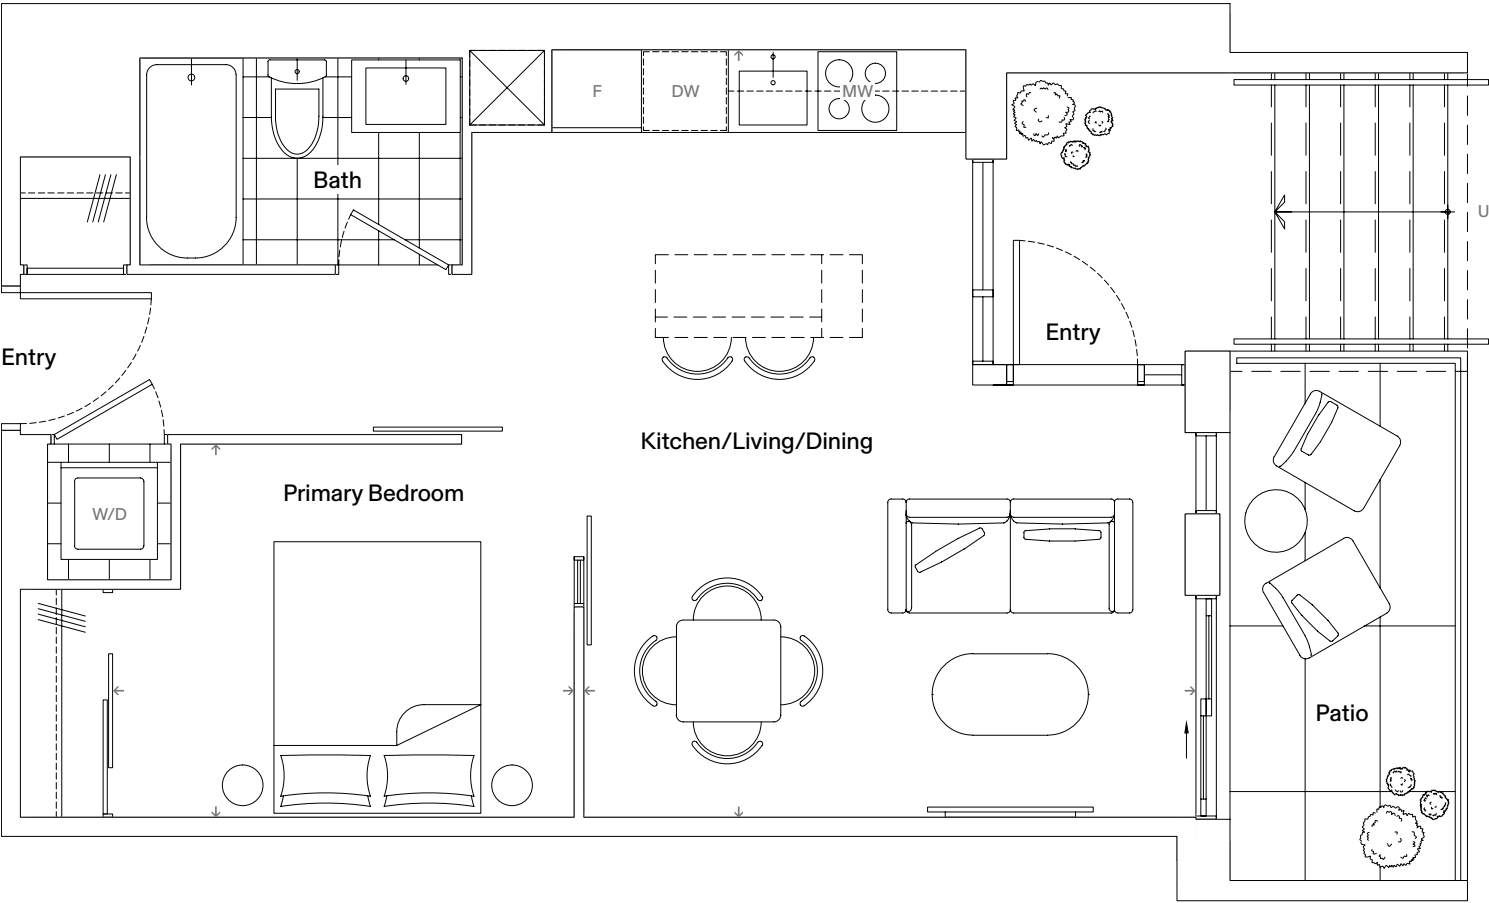 F
DW
MW
Bath
U
Entry
Entry
Kitchen/Living/Dining
Primary Bedroom
W/D
Patio